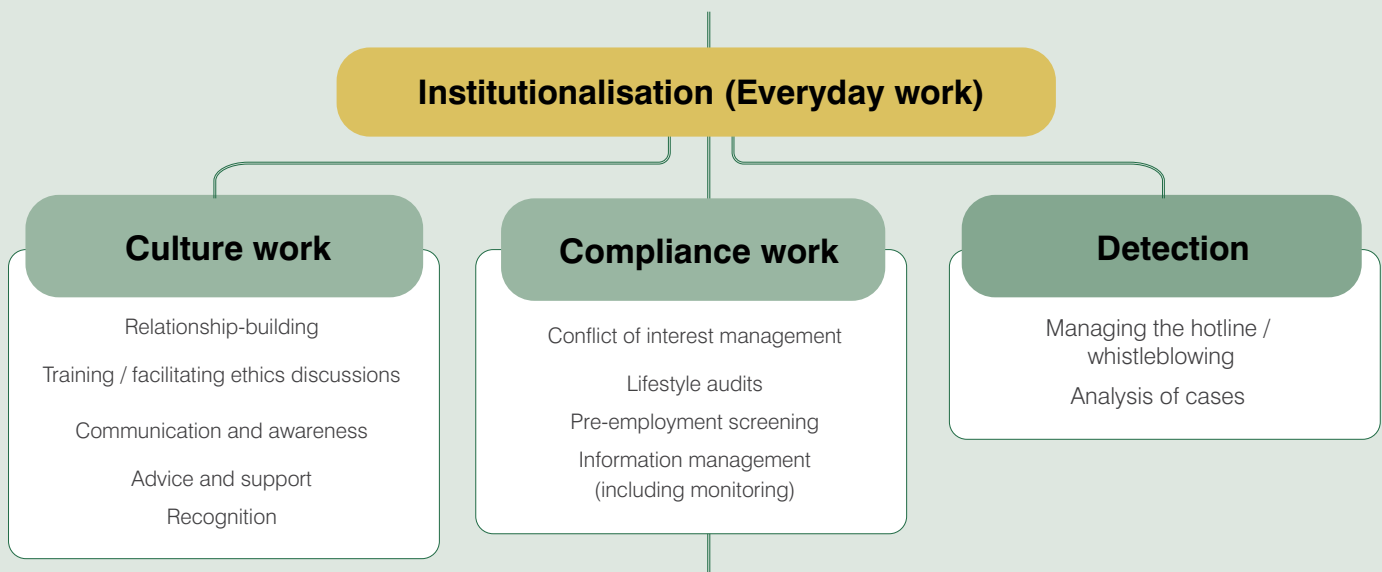 Institutionalisation (Everyday work)
Culture work
Relationship-building
Training / facilitating ethics discussions
Communication and awareness
Advice and support
Recognition
Compliance work
Conflict of interest management
Lifestyle audits
Pre-employment screening
Information management
(including monitoring)
Detection
Managing the hotline /
whistleblowing
Analysis of cases